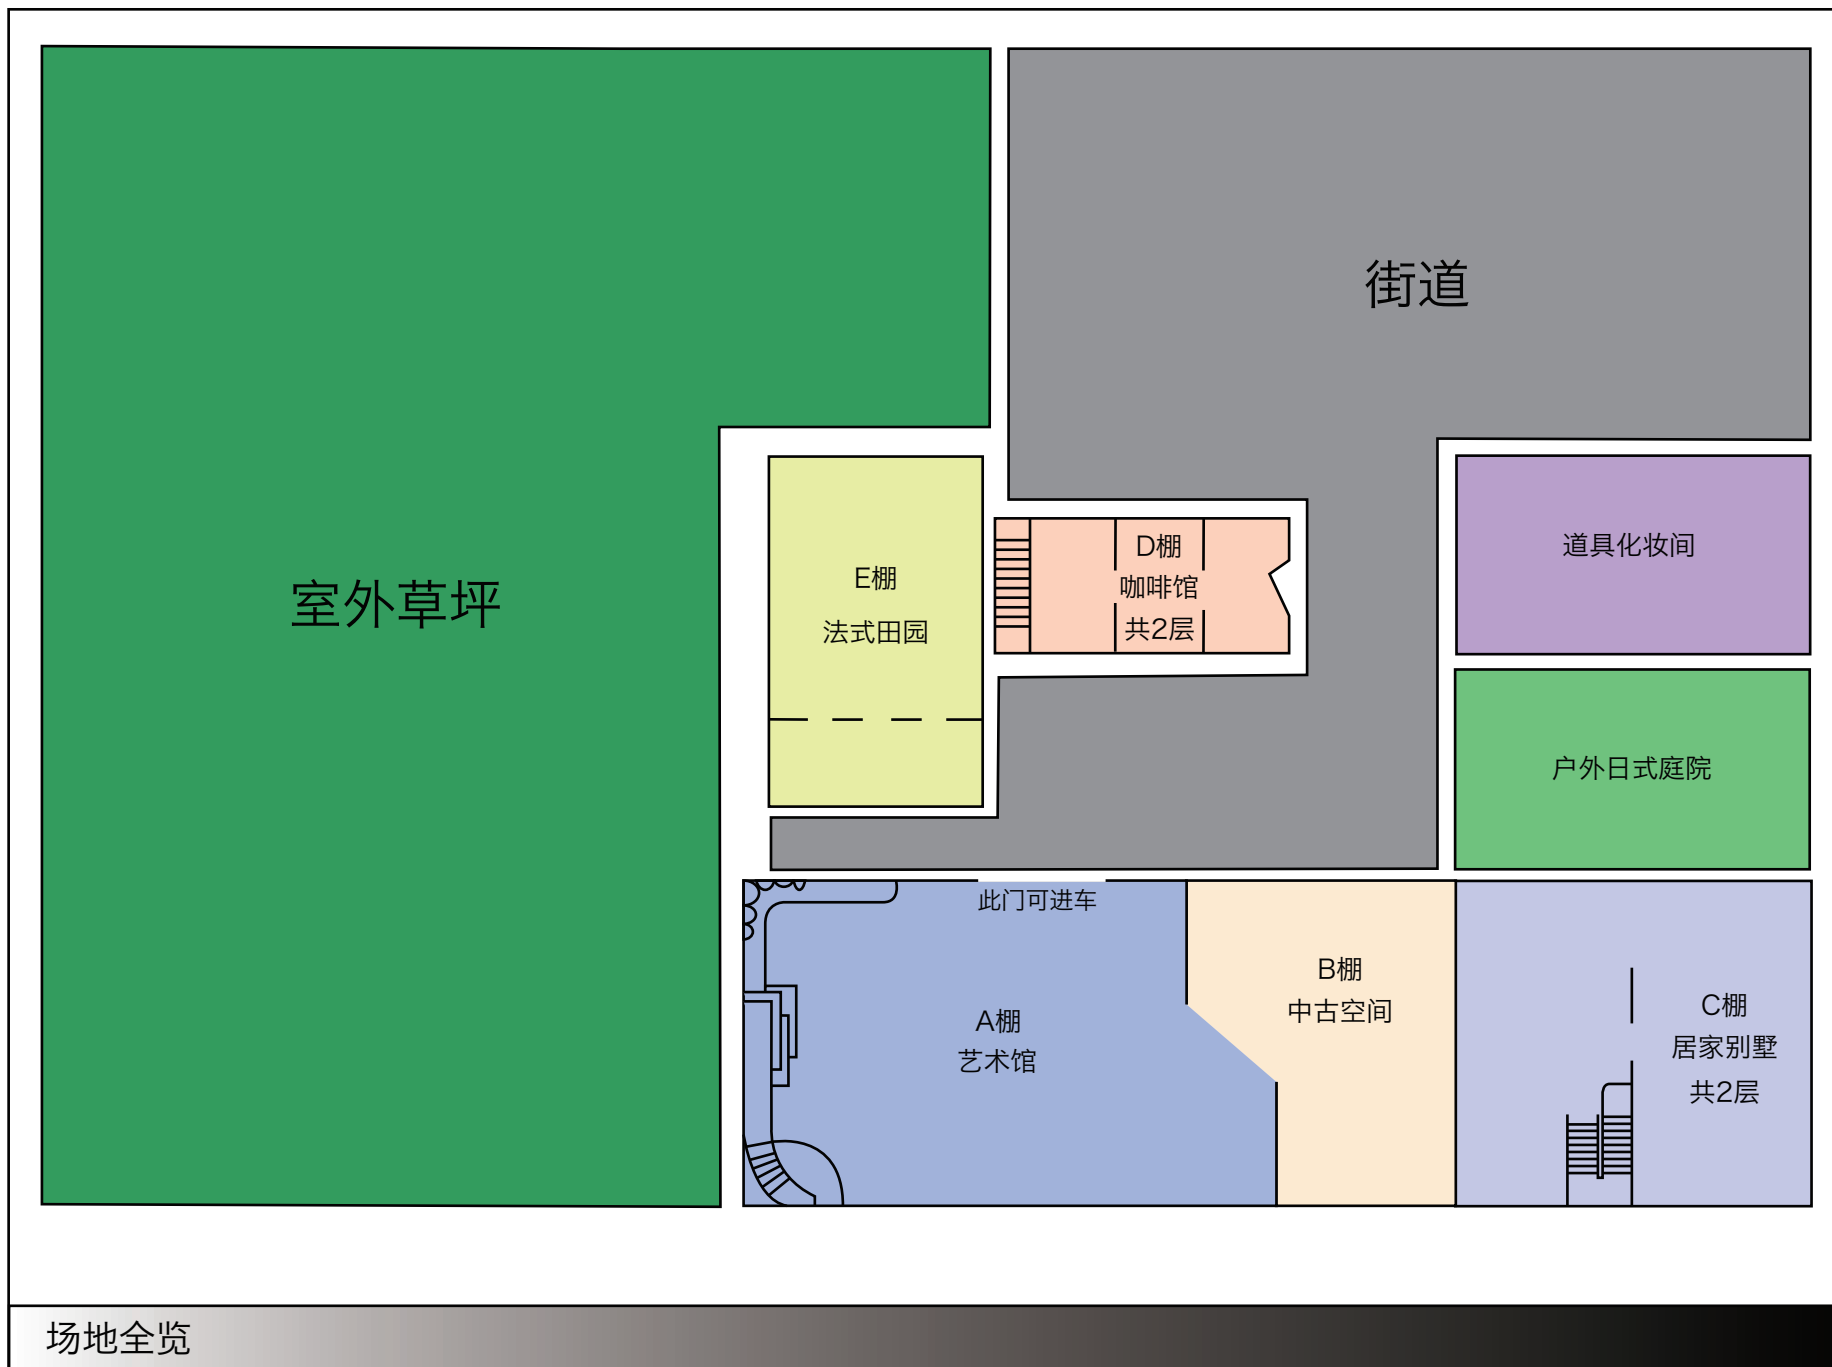 街道
室外草坪
E棚
法式田园
D棚
咖啡馆
共2层
道具化妆间
户外日式庭院
此门可进车
A棚
艺术馆
B棚
中古空间
C棚
居家别墅
共2层
场地全览